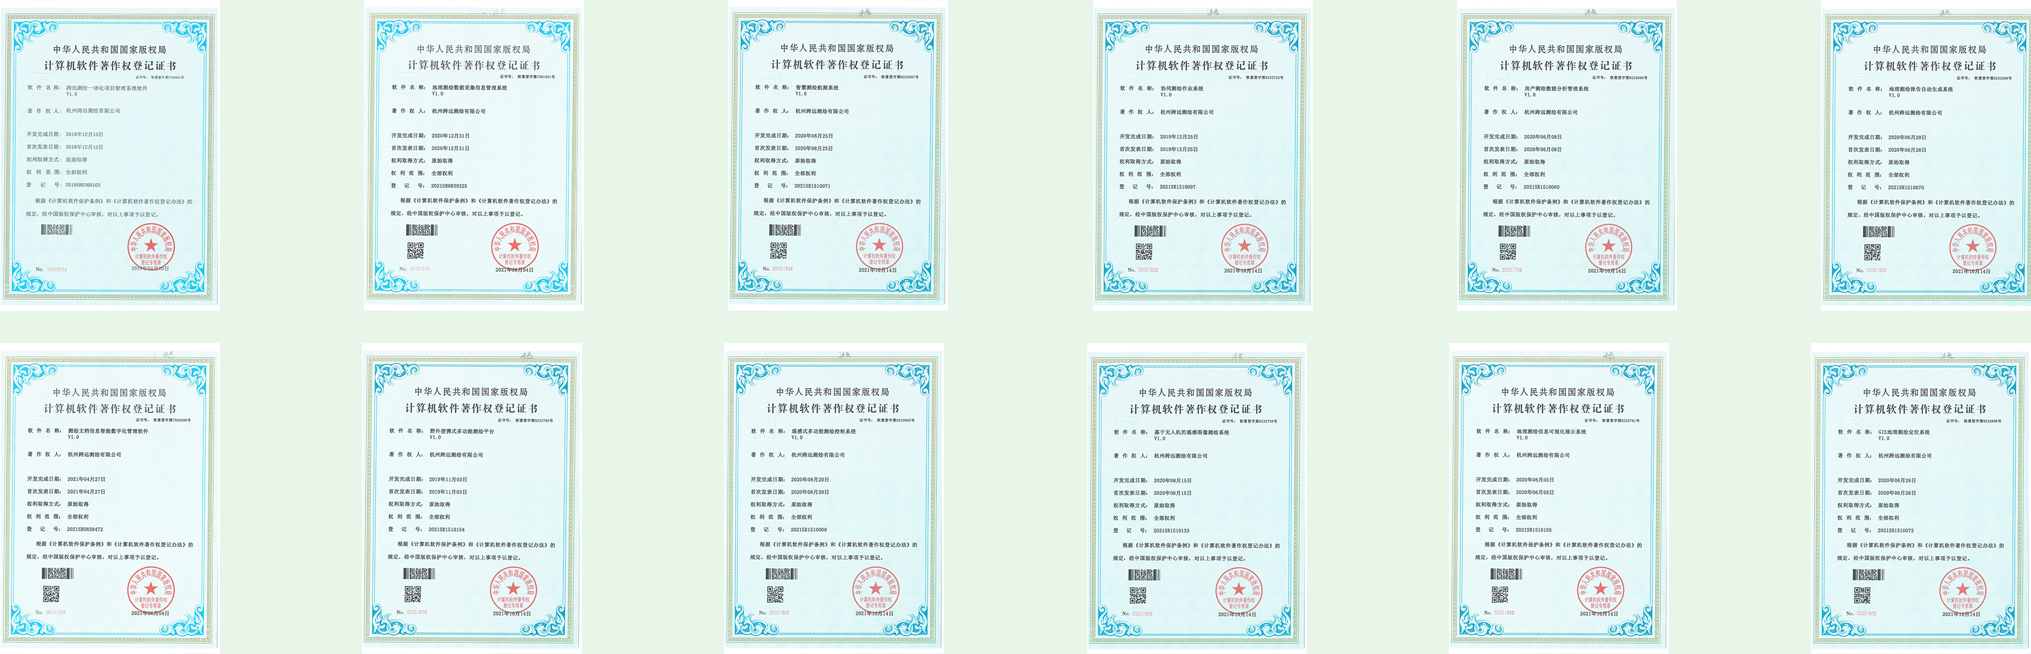 中华人民共和国国家版权局
计算机软件著作权登记证书
软 件 名 称： 跨远测绘一体化项目管理系统软件
V1.0
著 作 权 人： 杭州跨远测绘有限公司
开发完成日期： 2018年12月15日
首次发表日期： 2018年12月15日
权利取得方式： 原始取得
权 利 范 围： 全部权利
登 记 号： 2019SR0360103
根据《计算机软件保护条例》和《计算机软件著作权登记办法》的
规定，经中国版权保护中心审核，对以上事项予以登记。
中华人民共和国国家版权局
计算机软件著作权登记证书
软 件 名 称： 地理测绘数据采集信息管理系统
V1.0
著 作 权 人： 杭州跨远测绘有限公司
开发完成日期： 2020年12月31日
首次发表日期： 2020年12月31日
权利取得方式： 原始取得
权 利 范 围： 全部权利
登 记 号： 2021SR0839328
根据《计算机软件保护条例》和《计算机软件著作权登记办法》的
规定，经中国版权保护中心审核，对以上事项予以登记。
2021年06月04日
中华人民共和国国家版权局
计算机软件著作权登记证书
软 件 名 称： 智慧测绘航测系统
V1.0
著 作 权 人： 杭州跨远测绘有限公司
开发完成日期： 2020年08月25日
首次发表日期： 2020年08月25日
权利取得方式： 原始取得
权 利 范 围： 全部权利
登 记 号： 2021SR1510071
根据《计算机软件保护条例》和《计算机软件著作权登记办法》的
规定，经中国版权保护中心审核，对以上事项予以登记。
2021年10月14日
中华人民共和国国家版权局
计算机软件著作权登记证书
软 件 名 称： 协同测绘作业系统
V1.0
著 作 权 人： 杭州跨远测绘有限公司
开发完成日期： 2019年12月25日
首次发表日期： 2019年12月25日
权利取得方式： 原始取得
权 利 范 围： 全部权利
登 记 号： 2021SR1510097
根据《计算机软件保护条例》和《计算机软件著作权登记办法》的
规定，经中国版权保护中心审核，对以上事项予以登记。
2021年10月14日
中华人民共和国国家版权局
计算机软件著作权登记证书
软 件 名 称： 房产测绘数据分析管理系统
V1.0
著 作 权 人： 杭州跨远测绘有限公司
开发完成日期： 2020年06月08日
首次发表日期： 2020年06月08日
权利取得方式： 原始取得
权 利 范 围： 全部权利
登 记 号： 2021SR1510060
根据《计算机软件保护条例》和《计算机软件著作权登记办法》的
规定，经中国版权保护中心审核，对以上事项予以登记。
2021年10月14日
中华人民共和国国家版权局
计算机软件著作权登记证书
软 件 名 称： 地理测绘报告自动生成系统
V1.0
著 作 权 人： 杭州跨远测绘有限公司
开发完成日期： 2020年06月28日
首次发表日期： 2020年06月28日
权利取得方式： 原始取得
权 利 范 围： 全部权利
登 记 号： 2021SR1510070
根据《计算机软件保护条例》和《计算机软件著作权登记办法》的
规定，经中国版权保护中心审核，对以上事项予以登记。
2021年10月14日
中华人民共和国国家版权局
计算机软件著作权登记证书
软 件 名 称： 测绘文档信息智能数字化管理软件
V1.0
著 作 权 人： 杭州跨远测绘有限公司
开发完成日期： 2021年04月27日
首次发表日期： 2021年04月27日
权利取得方式： 原始取得
权 利 范 围： 全部权利
登 记 号： 2021SR0839472
根据《计算机软件保护条例》和《计算机软件著作权登记办法》的
规定，经中国版权保护中心审核，对以上事项予以登记。
2021年06月04日
中华人民共和国国家版权局
计算机软件著作权登记证书
软 件 名 称： 野外便携式多功能测绘平台
V1.0
著 作 权 人： 杭州跨远测绘有限公司
开发完成日期： 2019年11月03日
首次发表日期： 2019年11月03日
权利取得方式： 原始取得
权 利 范 围： 全部权利
登 记 号： 2021SR1510154
根据《计算机软件保护条例》和《计算机软件著作权登记办法》的
规定，经中国版权保护中心审核，对以上事项予以登记。
2021年10月14日
中华人民共和国国家版权局
计算机软件著作权登记证书
软 件 名 称： 遥感式多功能测绘控制系统
V1.0
著 作 权 人： 杭州跨远测绘有限公司
开发完成日期： 2020年08月20日
首次发表日期： 2020年08月20日
权利取得方式： 原始取得
权 利 范 围： 全部权利
登 记 号： 2021SR1510069
根据《计算机软件保护条例》和《计算机软件著作权登记办法》的
规定，经中国版权保护中心审核，对以上事项予以登记。
2021年10月14日
中华人民共和国国家版权局
计算机软件著作权登记证书
软 件 名 称： 基于无人机的遥感图像测绘系统
V1.0
著 作 权 人： 杭州跨远测绘有限公司
开发完成日期： 2020年08月15日
首次发表日期： 2020年08月15日
权利取得方式： 原始取得
权 利 范 围： 全部权利
登 记 号： 2021SR1510133
根据《计算机软件保护条例》和《计算机软件著作权登记办法》的
规定，经中国版权保护中心审核，对以上事项予以登记。
2021年10月14日
中华人民共和国国家版权局
计算机软件著作权登记证书
软 件 名 称： 地理测绘信息可视化展示系统
V1.0
著 作 权 人： 杭州跨远测绘有限公司
开发完成日期： 2020年06月05日
首次发表日期： 2020年06月05日
权利取得方式： 原始取得
权 利 范 围： 全部权利
登 记 号： 2021SR1510155
根据《计算机软件保护条例》和《计算机软件著作权登记办法》的
规定，经中国版权保护中心审核，对以上事项予以登记。
2021年10月14日
中华人民共和国国家版权局
计算机软件著作权登记证书
软 件 名 称： GIS地理测绘定位系统
V1.0
著 作 权 人： 杭州跨远测绘有限公司
开发完成日期： 2020年06月26日
首次发表日期： 2020年06月26日
权利取得方式： 原始取得
权 利 范 围： 全部权利
登 记 号： 2021SR1510072
根据《计算机软件保护条例》和《计算机软件著作权登记办法》的
规定，经中国版权保护中心审核，对以上事项予以登记。
2021年10月14日